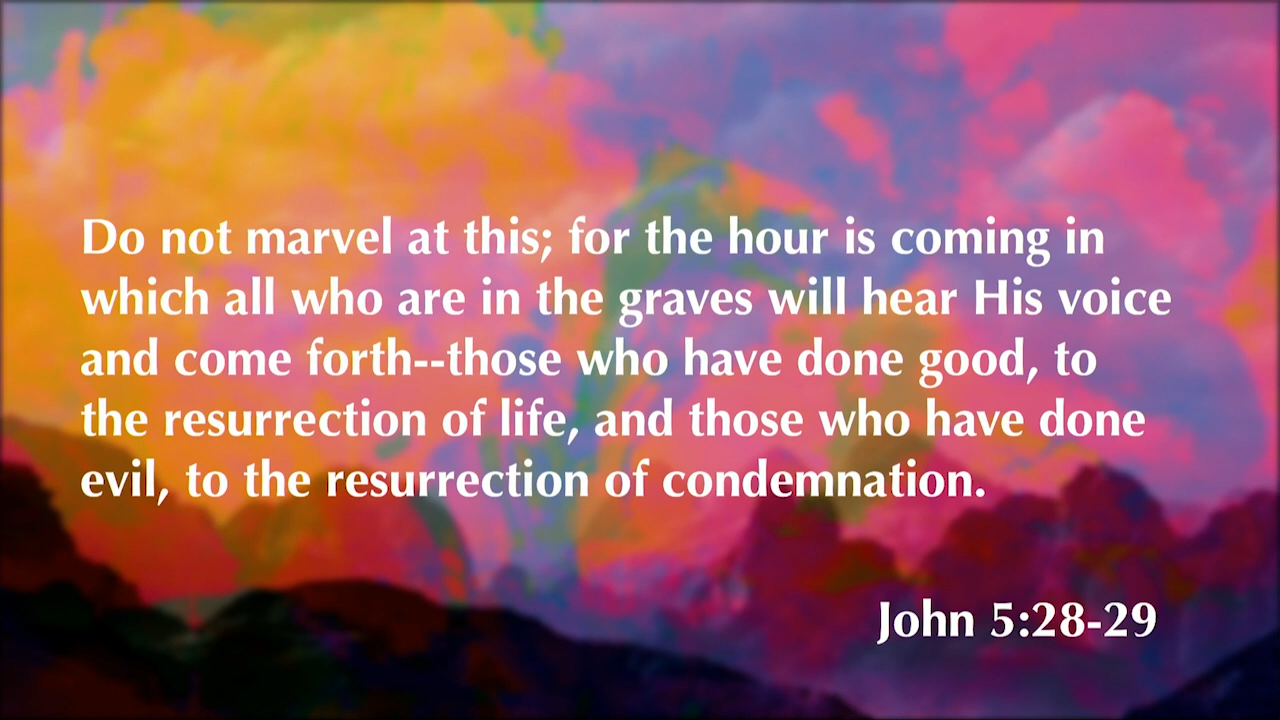 Do not marvel at this; for the hour is coming in
which all who are in the graves will hear His voice
and come forth--those who have done good, to
the resurrection of life, and those who have done
evil, to the resurrection of condemnation.
John 5:28-29